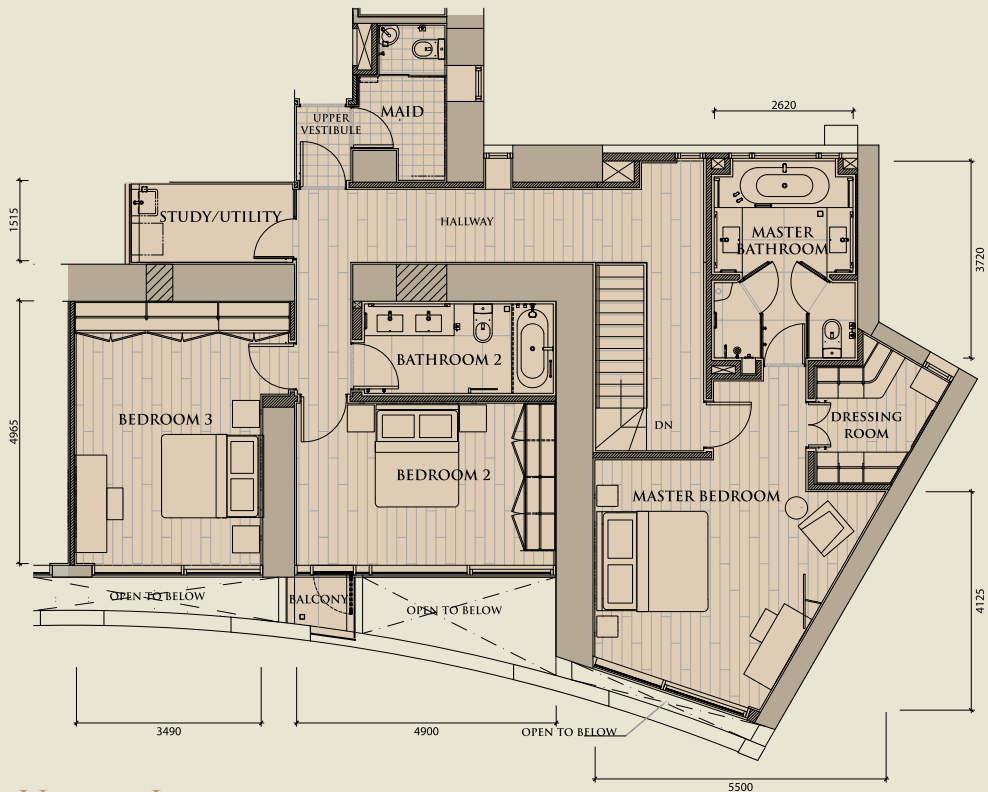 MAID
UPPER
VESTIBULE
2620
1515
STUDY/UTILITY
HALLWAY
MASTER
BATHROOM
3720
BATHROOM 2
BEDROOM 3
4965
BEDROOM 2
DN
DRESSING
ROOM
MASTER BEDROOM
OPEN TO BELOW
BALCONY
OPEN TO BELOW
4125
3490
4900
OPEN TO BELOW
5500